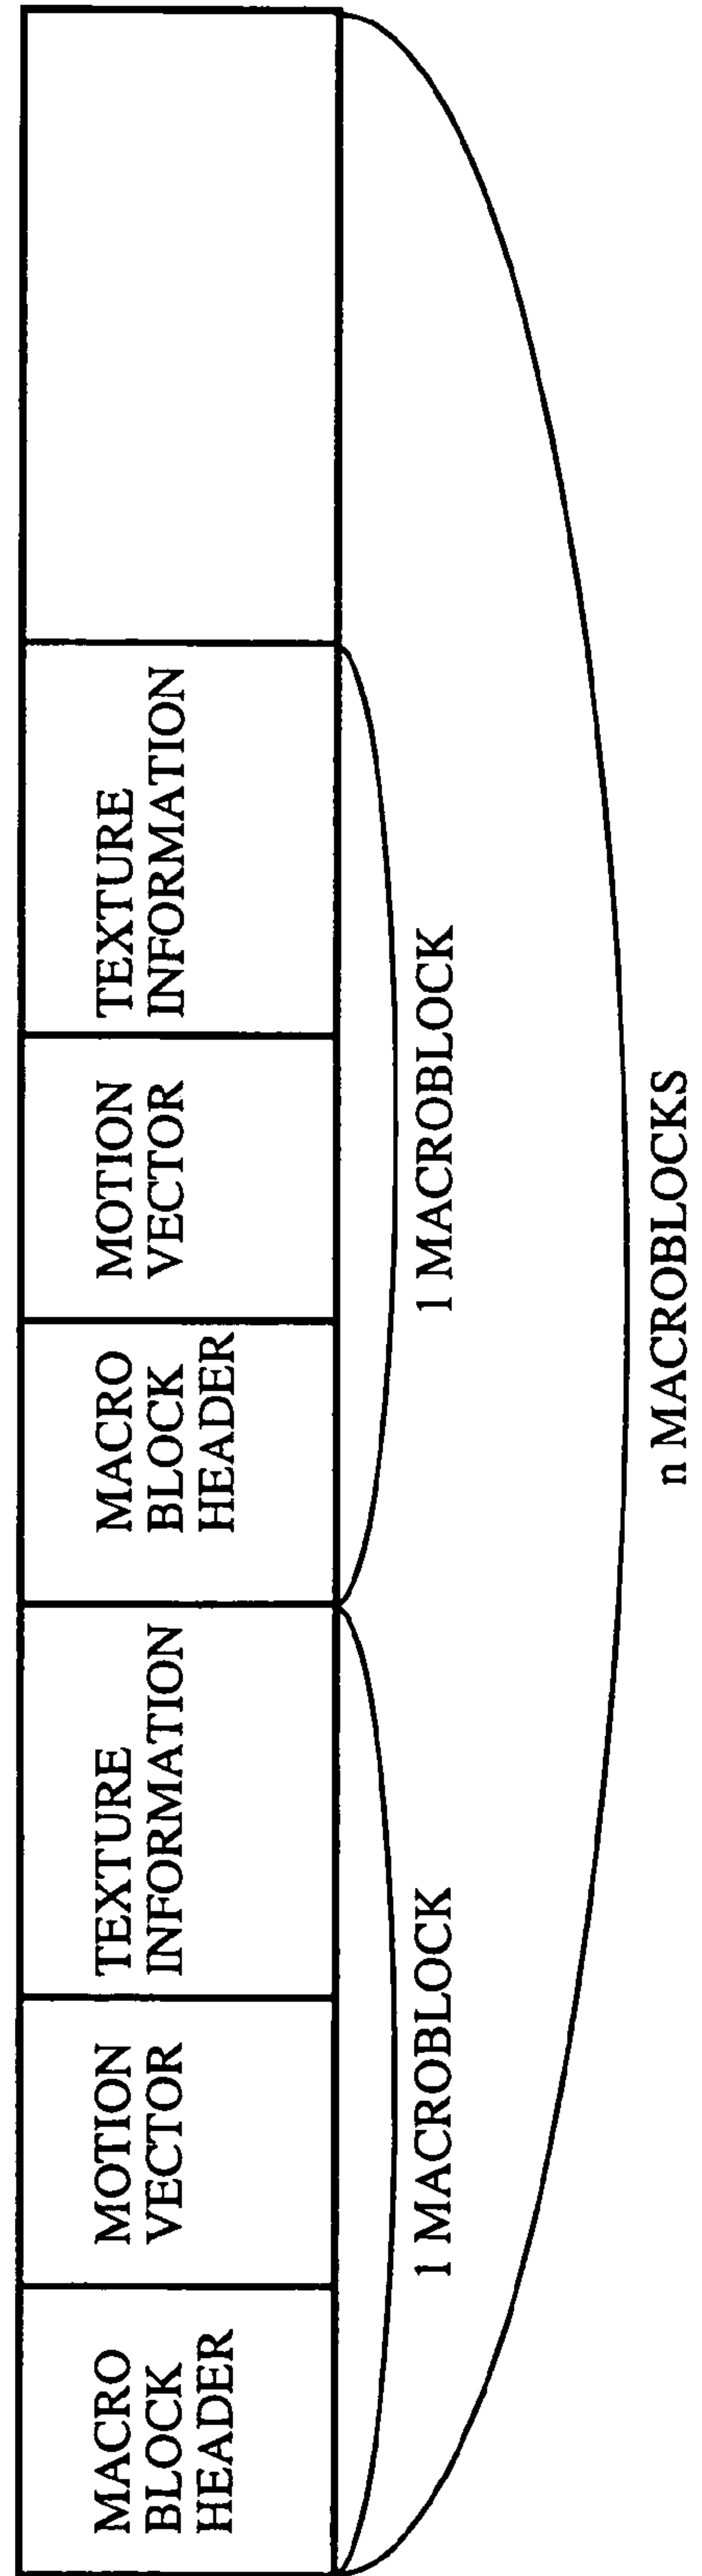 MACRO
BLOCK
HEADER
MOTION
VECTOR
TEXTURE
INFORMATION
MACRO
BLOCK
HEADER
MOTION
VECTOR
TEXTURE
INFORMATION
1 MACROBLOCK
1 MACROBLOCK
n MACROBLOCKS